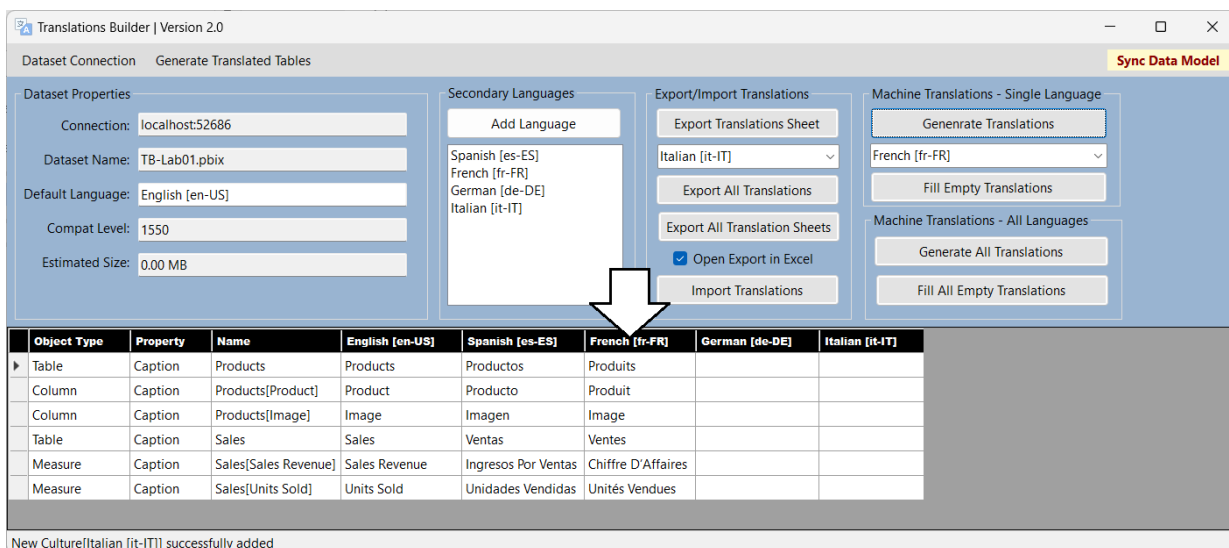 Translations Builder | Version 2.0
Dataset Connection Generate Translated Tables Sync Data Model
Dataset Properties
Connection: localhost:52686
Dataset Name: TB-Lab01.pbix
Default Language: English [en-US]
Compat Level: 1550
Estimated Size: 0.00 MB
Secondary Languages
Add Language
Spanish [es-ES]
French [fr-FR]
German [de-DE]
Italian [it-IT]
Export/Import Translations
Export Translations Sheet
Italian [it-IT]
Export All Translations
Export All Translation Sheets
Open Export in Excel
Import Translations
Machine Translations - Single Language
Genenrate Translations
French [fr-FR]
Fill Empty Translations
Machine Translations - All Languages
Generate All Translations
Fill All Empty Translations
Object Type Property Name English [en-US] Spanish [es-ES] French [fr-FR] German [de-DE] Italian [it-IT]
Table Caption Products Products Productos Produits
Column Caption Products[Product] Product Producto Produit
Column Caption Products[Image] Image Imagen Image
Table Caption Sales Sales Ventas Ventes
Measure Caption Sales[Sales Revenue] Sales Revenue Ingresos Por Ventas Chiffre D’Affaires
Measure Caption Sales[Units Sold] Units Sold Unidades Vendidas Unités Vendues
New Culture[Italian [it-IT]] successfully added